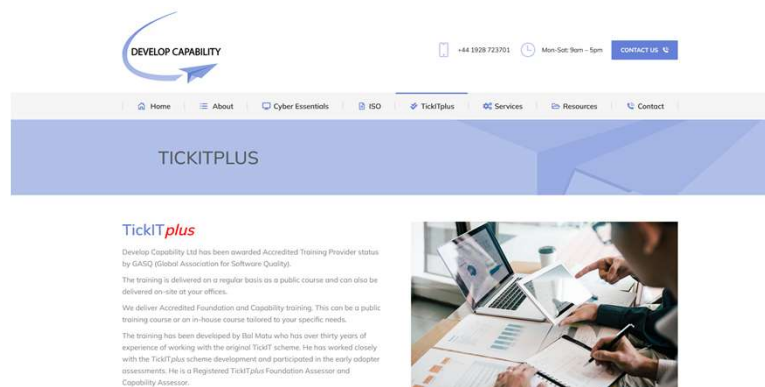 DEVELOP CAPABILITY
+44 1928 723701
Mon-Sat: 9am - 5pm
CONTACT US
Home
About
Cyber Essentials
ISO
TickITplus
Services
Resources
Contact
TICKITPLUS
TickITplus
Develop Capability Ltd has been awarded Accredited Training Provider status
by GASQ (Global Association for Software Quality).
The training is delivered on a regular basis as a public course and can also be
delivered on-site at your offices.
We deliver Accredited Foundation and Capability training. This can be a public
training course or an in-house course tailored to your specific needs.
The training has been developed by Bal Matu who has over thirty years of
experience of working with the original TickIT scheme. He has worked closely
with the TickITplus scheme development and participated in the early adopter
assessments. He is a Registered TickITplus Foundation Assessor and
Capability Assessor.